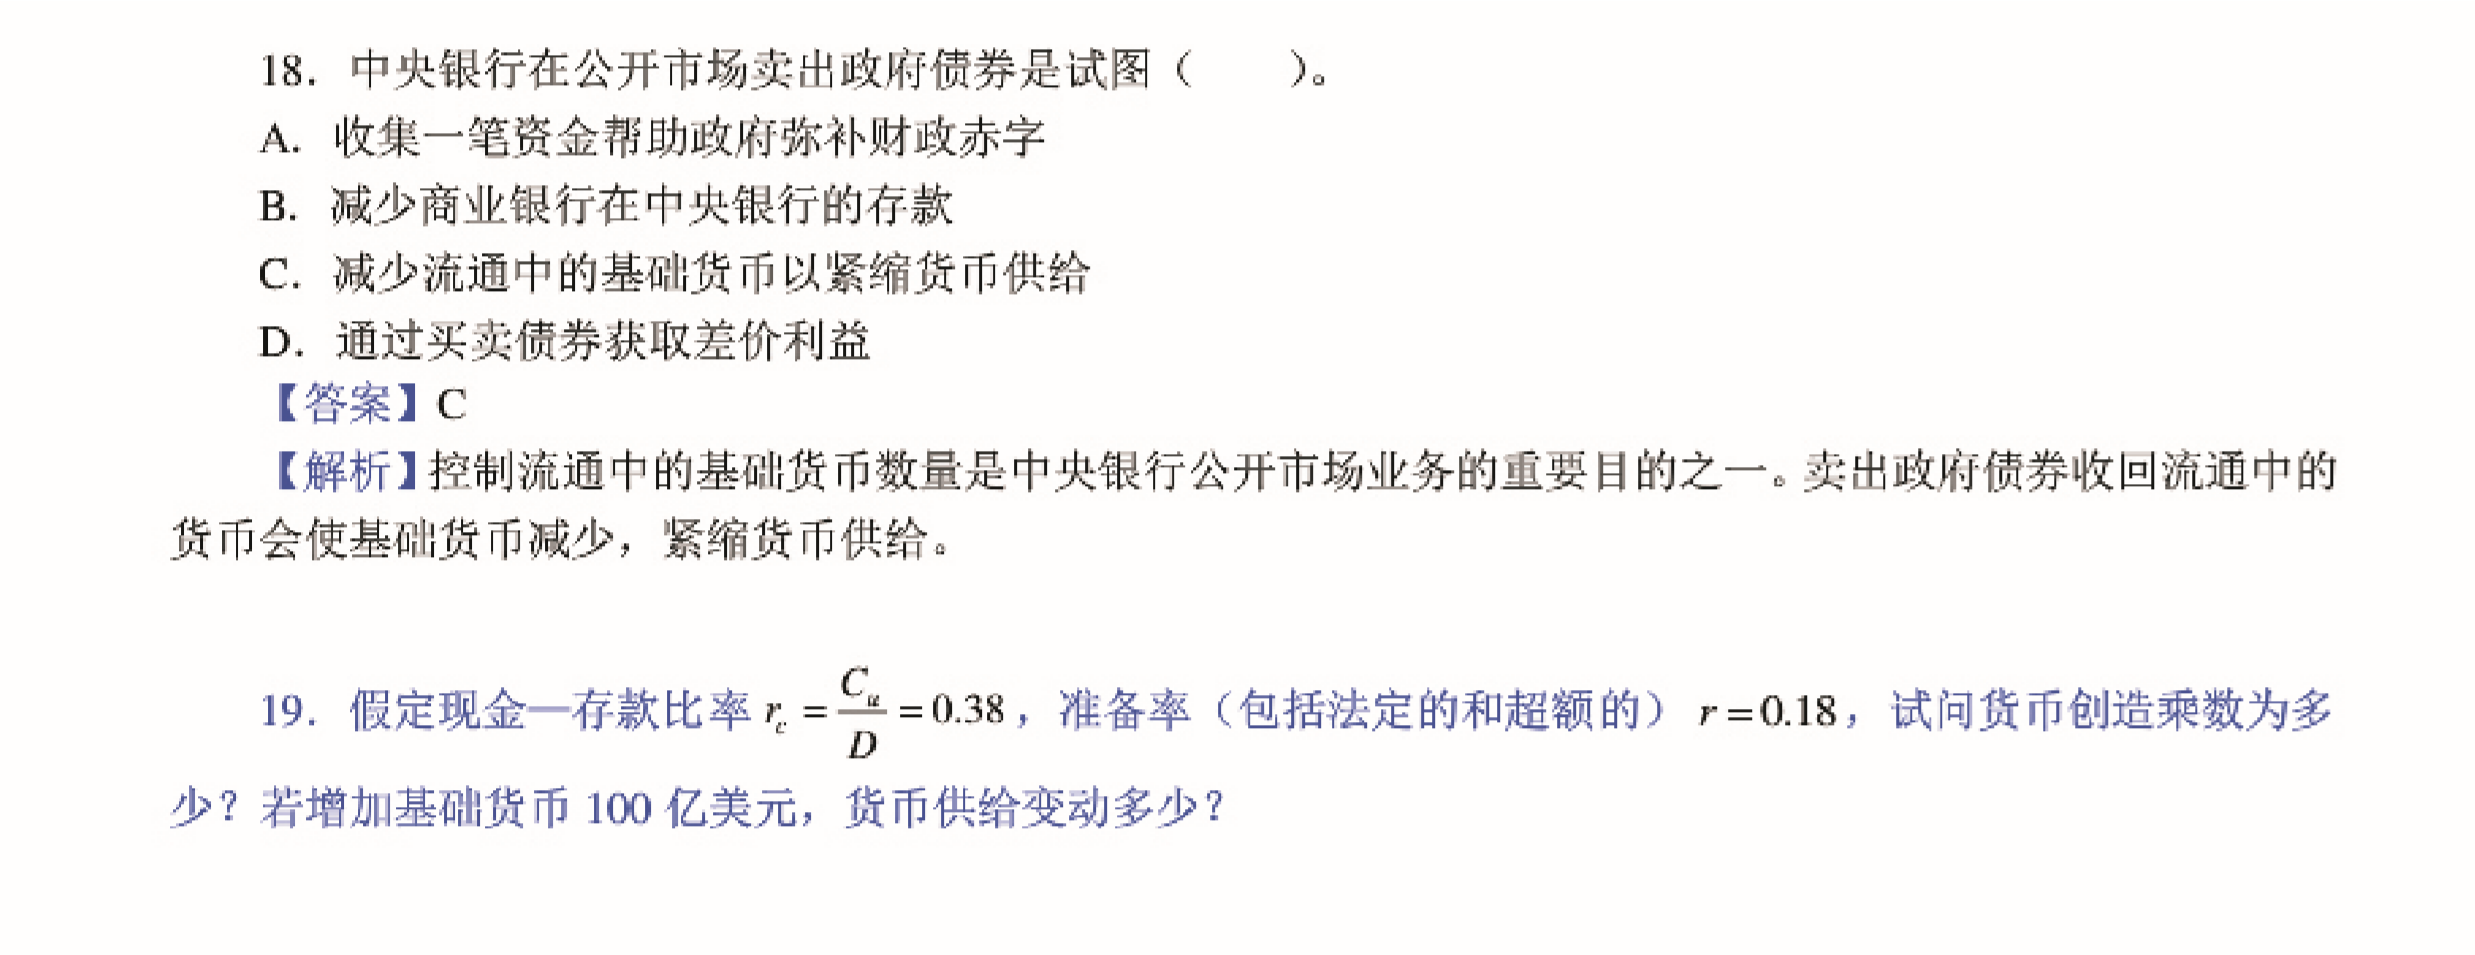 18. 中央银行在公开市场卖出政府债券是试图（　　）。
A. 收集一笔资金帮助政府弥补财政赤字
B. 减少商业银行在中央银行的存款
C. 减少流通中的基础货币以紧缩货币供给
D. 通过买卖债券获取差价利益
【答案】C
【解析】控制流通中的基础货币数量是中央银行公开市场业务的重要目的之一。卖出政府债券收回流通中的
货币会使基础货币减少，紧缩货币供给。
19. 假定现金—存款比率 r_c = C_u/D = 0.38，准备率（包括法定的和超额的） r = 0.18，试问货币创造乘数为多
少？若增加基础货币 100 亿美元，货币供给变动多少？